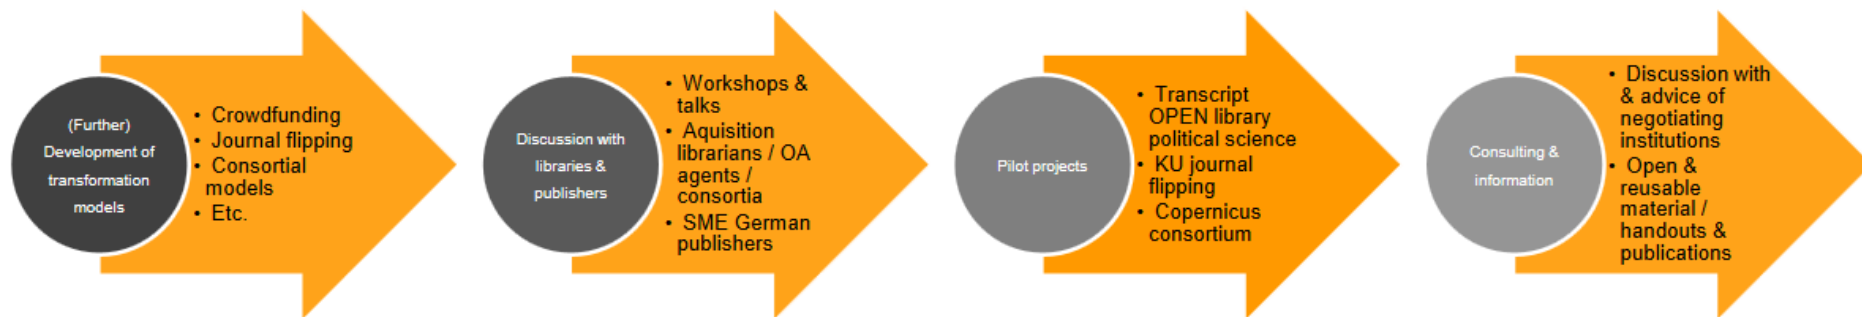 (Further)
Development of
transformation
models
• Crowdfunding
• Journal flipping
• Consortial
models
• Etc.
Discussion with
libraries &
publishers
• Workshops &
talks
• Aquisition
librarians / OA
agents /
consortia
• SME German
publishers
Pilot projects
• Transcript
OPEN library
political science
• KU journal
flipping
• Copernicus
consortium
Consulting &
information
• Discussion with
& advice of
negotiating
institutions
• Open &
reusable
material /
handouts &
publications